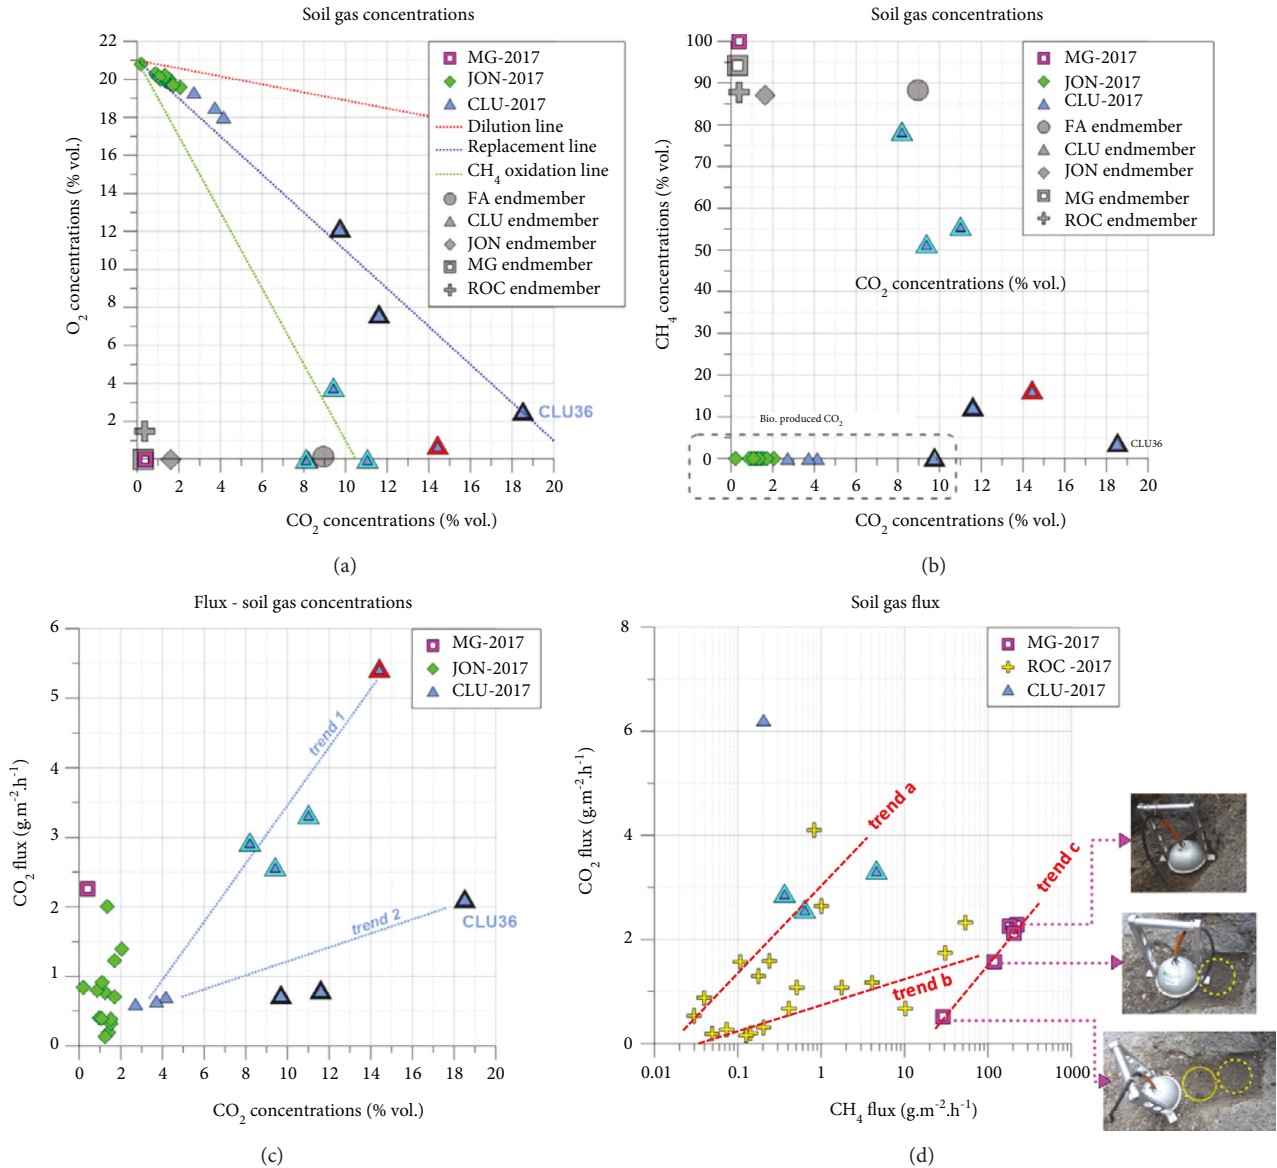 Soil gas concentrations
O2 concentrations (% vol.)
22
20
18
16
14
12
10
8
6
4
2
0 2 4 6 8 10 12 14 16 18 20
CO2 concentrations (% vol.)
MG-2017
JON-2017
CLU-2017
Dilution line
Replacement line
CH4 oxidation line
FA endmember
CLU endmember
JON endmember
MG endmember
ROC endmember
CLU36
(a)
Soil gas concentrations
CH4 concentrations (% vol.)
100
90
80
70
60
50
40
30
20
10
0
0 2 4 6 8 10 12 14 16 18 20
CO2 concentrations (% vol.)
MG-2017
JON-2017
CLU-2017
FA endmember
CLU endmember
JON endmember
MG endmember
ROC endmember
CO2 concentrations (% vol.)
Bio. produced CO2
CLU36
(b)
Flux - soil gas concentrations
CO2 flux (g.m-2.h-1)
6
5
4
3
2
1
0
0 2 4 6 8 10 12 14 16 18 20
CO2 concentrations (% vol.)
MG-2017
JON-2017
CLU-2017
trend 1
trend 2
CLU36
(c)
Soil gas flux
CO2 flux (g.m-2.h-1)
8
6
4
2
0
0.01 0.1 1 10 100 1000
CH4 flux (g.m-2.h-1)
MG-2017
ROC -2017
CLU-2017
trend a
trend b
trend c
(d)